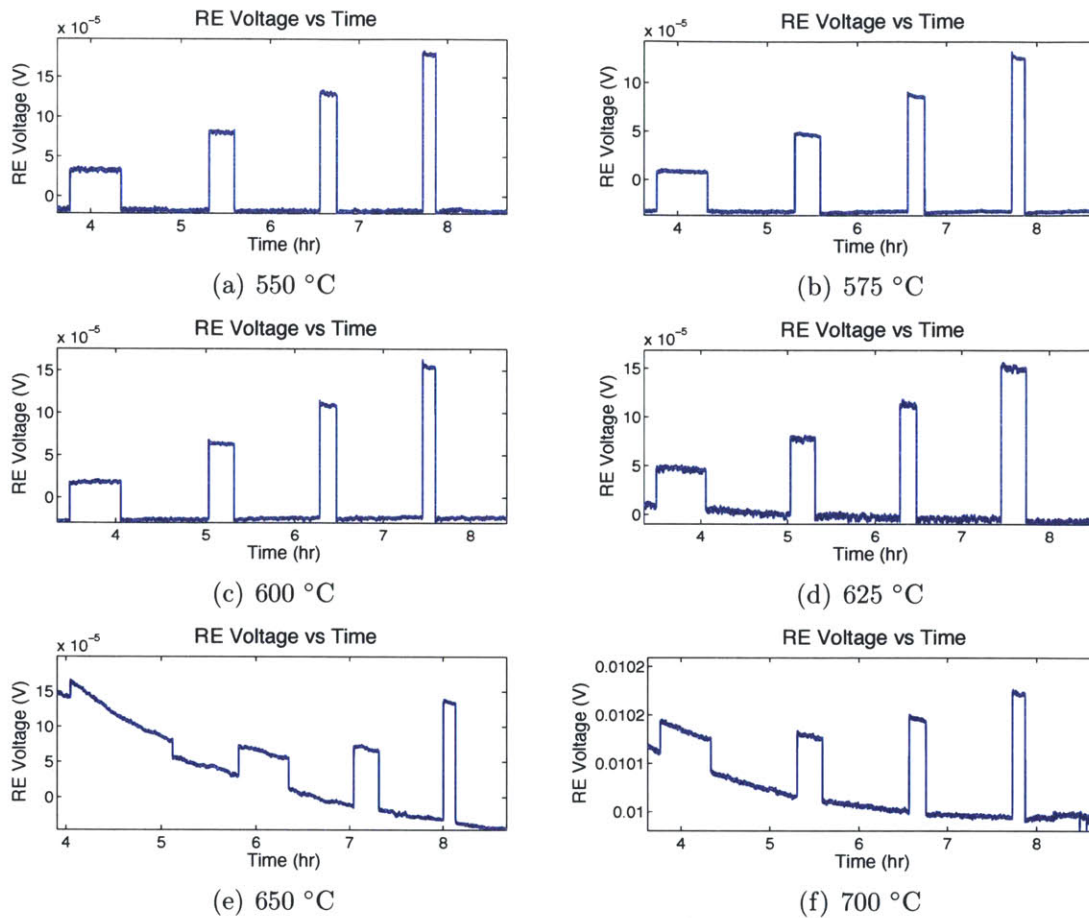 RE Voltage vs Time
x 10⁻⁵
RE Voltage (V)
15
10
5
0
4 5 6 7 8
Time (hr)
(a) 550 °C
RE Voltage vs Time
x 10⁻⁵
RE Voltage (V)
10
5
0
4 5 6 7 8
Time (hr)
(b) 575 °C
RE Voltage vs Time
x 10⁻⁵
RE Voltage (V)
15
10
5
0
4 5 6 7 8
Time (hr)
(c) 600 °C
RE Voltage vs Time
x 10⁻⁵
RE Voltage (V)
15
10
5
0
4 5 6 7 8
Time (hr)
(d) 625 °C
RE Voltage vs Time
x 10⁻⁵
RE Voltage (V)
15
10
5
0
4 5 6 7 8
Time (hr)
(e) 650 °C
RE Voltage vs Time
RE Voltage (V)
0.0102
0.0102
0.0101
0.01
4 5 6 7 8
Time (hr)
(f) 700 °C